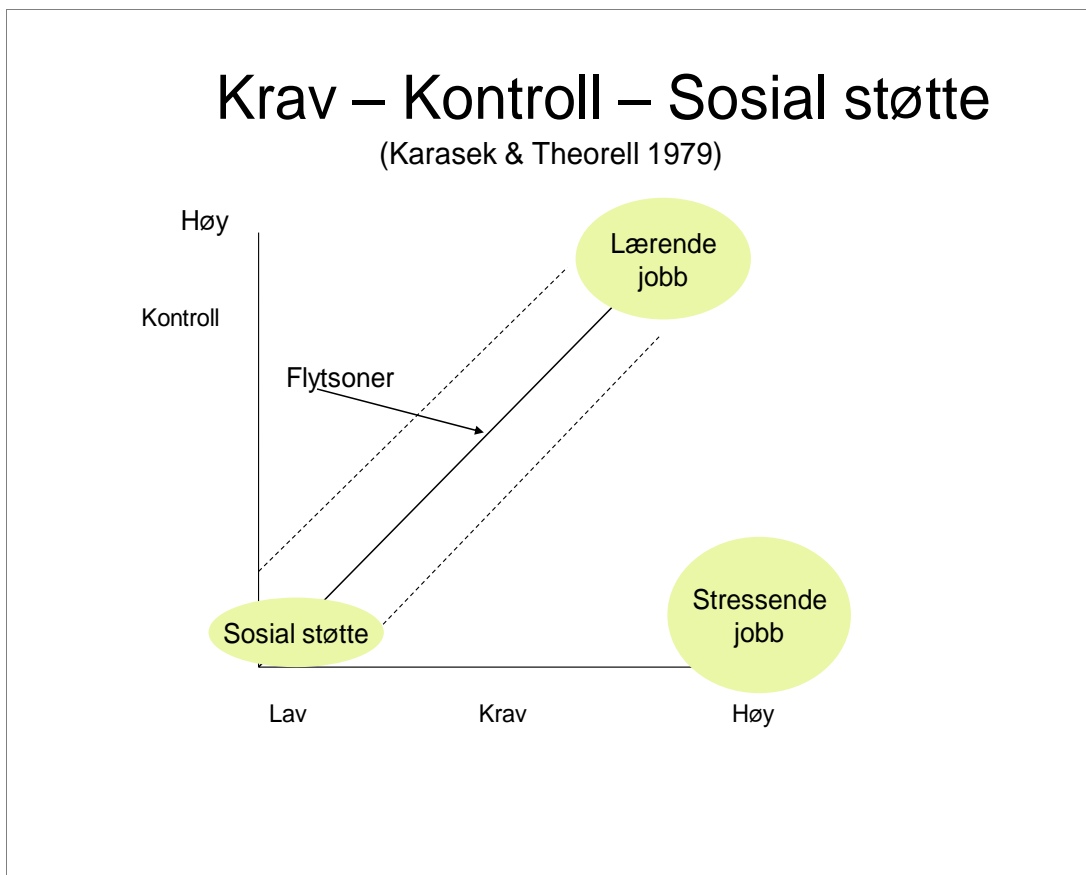 Krav – Kontroll – Sosial støtte
(Karasek & Theorell 1979)
Høy
Lærende
jobb
Kontroll
Flytsoner
Stressende
jobb
Sosial støtte
Lav
Krav
Høy